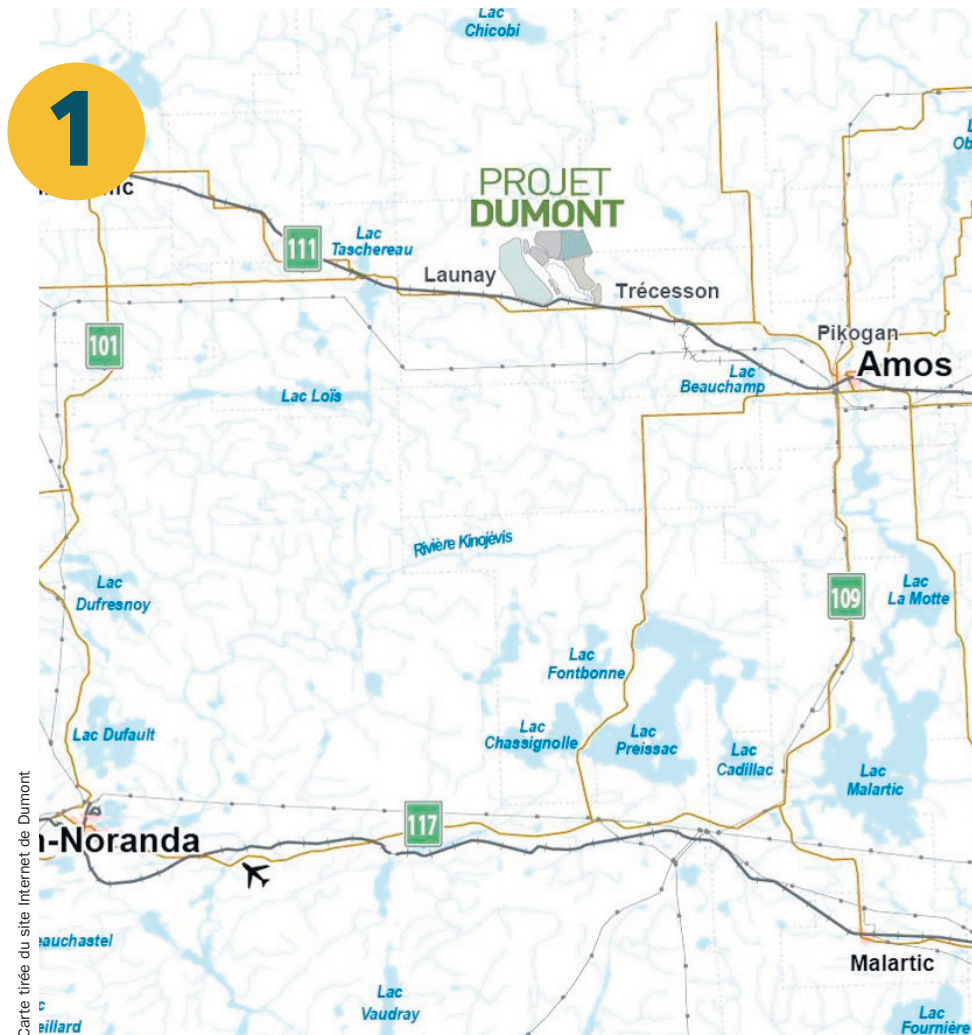 Lac
Chicobi
1
PROJET
DUMONT
111
Lac
Taschereau
Launay
Trécesson
101
Pikogan
Amos
Lac
Beauchamp
Lac Loïs
Rivière Kinojévis
Lac
Dufresnoy
109
Lac
La Motte
Lac
Fontbonne
Lac Dufault
Lac
Chassignolle
Lac
Preissac
Lac
Cadillac
Lac
Malartic
117
n-Noranda
eauchastel
Malartic
Lac
Vaudray
eillard
Lac
Fournière
Carte tirée du site Internet de Dumont